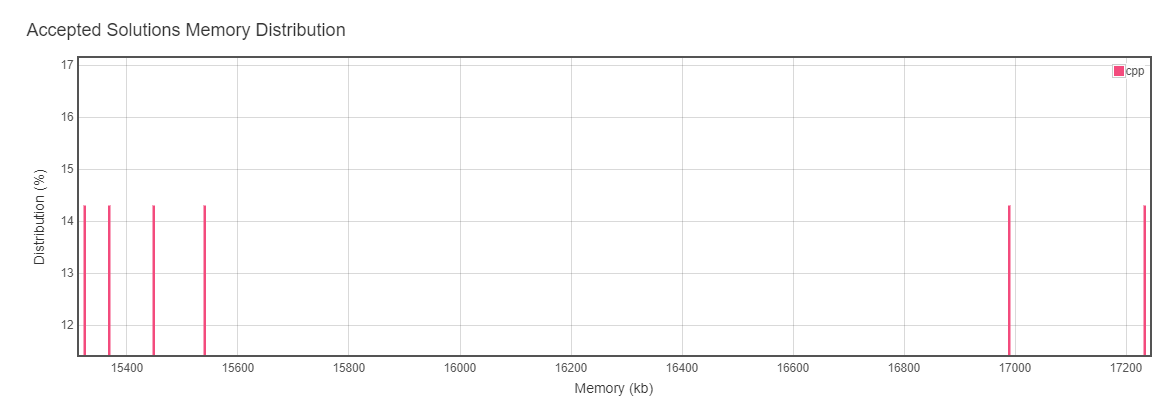 Accepted Solutions Memory Distribution
17
cpp
16
15
14
13
12
Distribution (%)
15400 15600 15800 16000 16200 16400 16600 16800 17000 17200
Memory (kb)